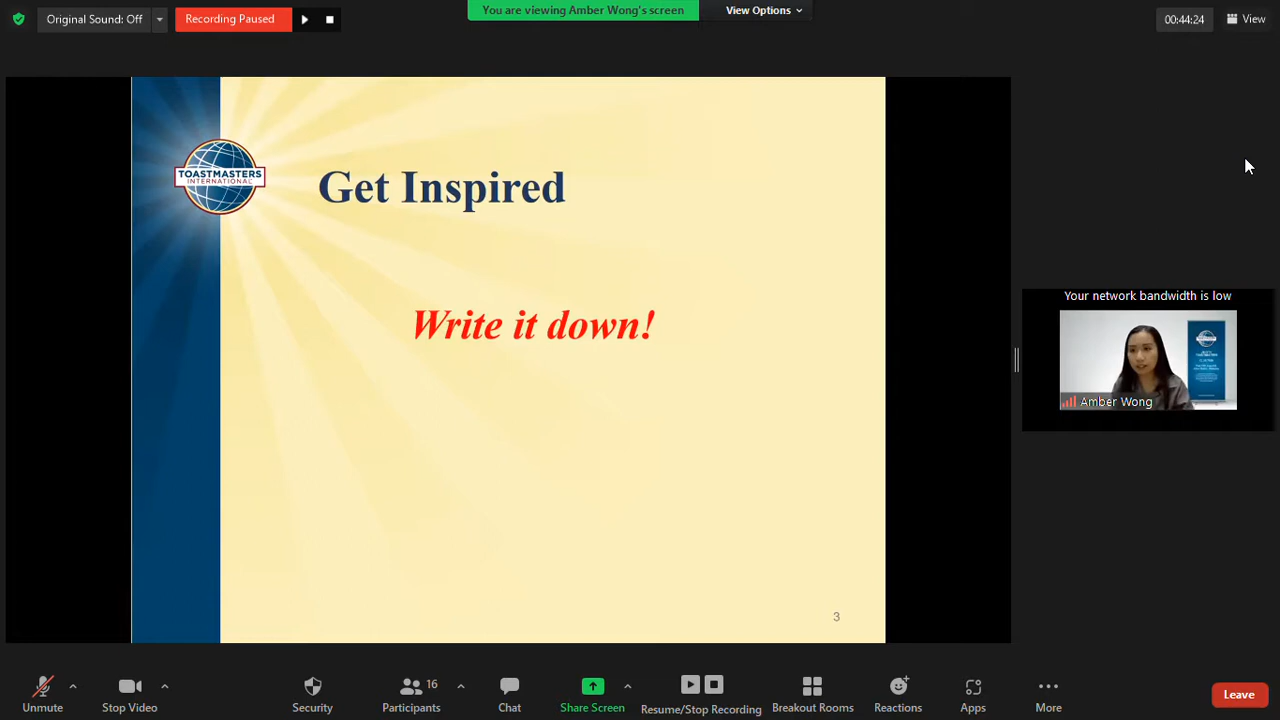 Original Sound: Off
Recording Paused
You are viewing Amber Wong's screen
View Options
00:44:24
View
TOASTMASTERS
INTERNATIONAL
Get Inspired
Write it down!
3
Your network bandwidth is low
TOASTMASTERS
Amber Wong
Unmute
Stop Video
Security
16
Participants
Chat
Share Screen
Resume/Stop Recording
Breakout Rooms
Reactions
Apps
More
Leave